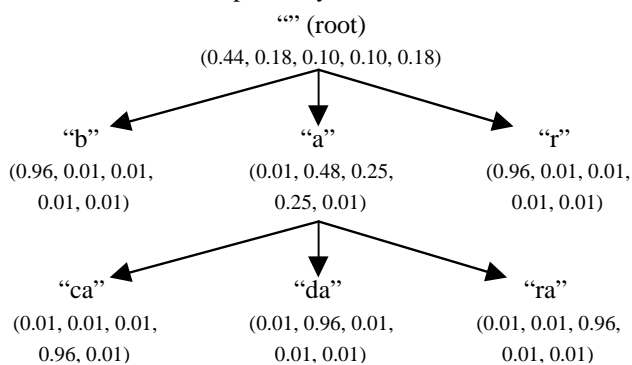 “” (root)
(0.44, 0.18, 0.10, 0.10, 0.18)
“b” “a” “r”
(0.96, 0.01, 0.01, (0.01, 0.48, 0.25, (0.96, 0.01, 0.01,
0.01, 0.01) 0.25, 0.01) 0.01, 0.01)
“ca” “da” “ra”
(0.01, 0.01, 0.01, (0.01, 0.96, 0.01, (0.01, 0.01, 0.96,
0.96, 0.01) 0.01, 0.01) 0.01, 0.01)